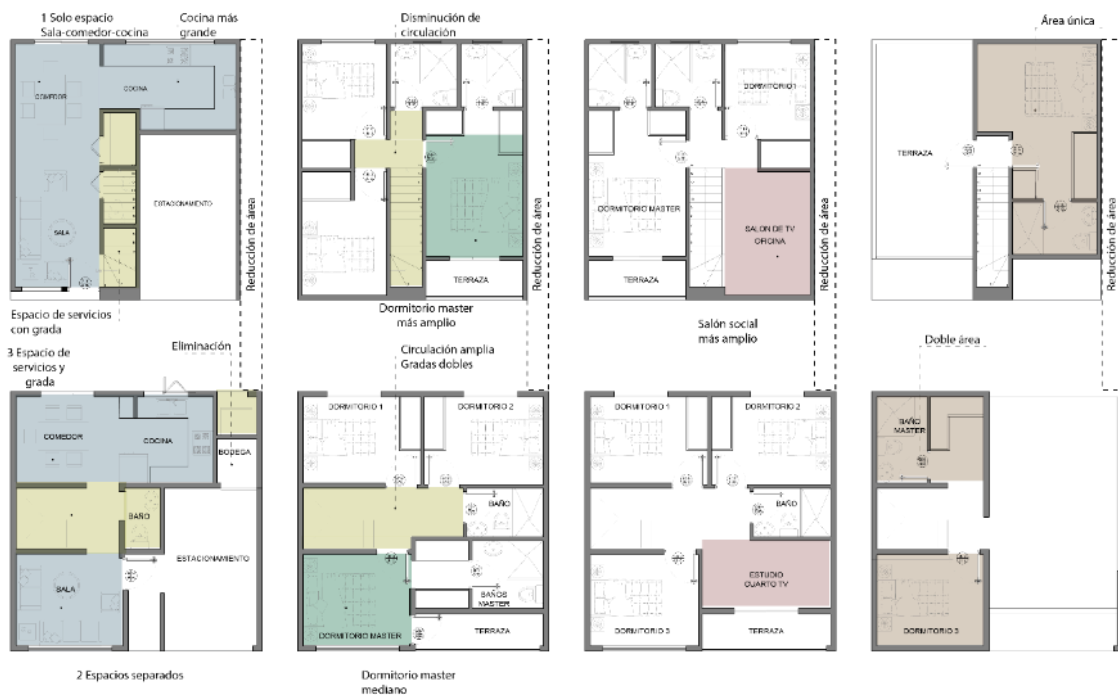 1 Solo espacio
Sala-comedor-cocina
Cocina más
grande
Disminución de
circulación
Área única
COMEDOR
COCINA
ESTACIONAMIENTO
SALA
Reducción de área
TERRAZA
Reducción de área
DORMITORIO 1
DORMITORIO MASTER
SALON DE TV
OFICINA
TERRAZA
Reducción de área
TERRAZA
Reducción de área
Espacio de servicios
con grada
Dormitorio master
más amplio
Salón social
más amplio
3 Espacio de
servicios y
grada
Eliminación
Circulación amplia
Gradas dobles
Doble área
COMEDOR
COCINA
BODEGA
BAÑO
ESTACIONAMIENTO
SALA
DORMITORIO 1
DORMITORIO 2
BAÑO
BAÑOS
MASTER
DORMITORIO MASTER
TERRAZA
DORMITORIO 1
DORMITORIO 2
BAÑO
ESTUDIO
CUARTO TV
DORMITORIO 3
TERRAZA
BAÑO
MASTER
DORMITORIO 3
2 Espacios separados
Dormitorio master
mediano